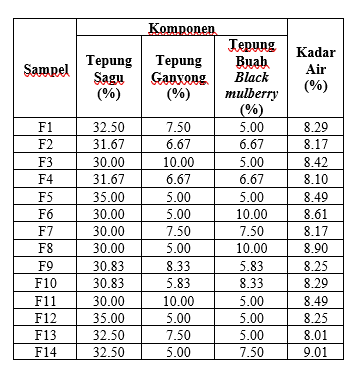 Komponen
Sampel Tepung Sagu (%) Tepung Ganyong (%) Tepung Buah Black mulberry (%) Kadar Air (%)
F1 32.50 7.50 5.00 8.29
F2 31.67 6.67 6.67 8.17
F3 30.00 10.00 5.00 8.42
F4 31.67 6.67 6.67 8.10
F5 35.00 5.00 5.00 8.49
F6 30.00 5.00 10.00 8.61
F7 30.00 7.50 7.50 8.17
F8 30.00 5.00 10.00 8.90
F9 30.83 8.33 5.83 8.25
F10 30.83 5.83 8.33 8.29
F11 30.00 10.00 5.00 8.49
F12 35.00 5.00 5.00 8.25
F13 32.50 7.50 5.00 8.01
F14 32.50 5.00 7.50 9.01